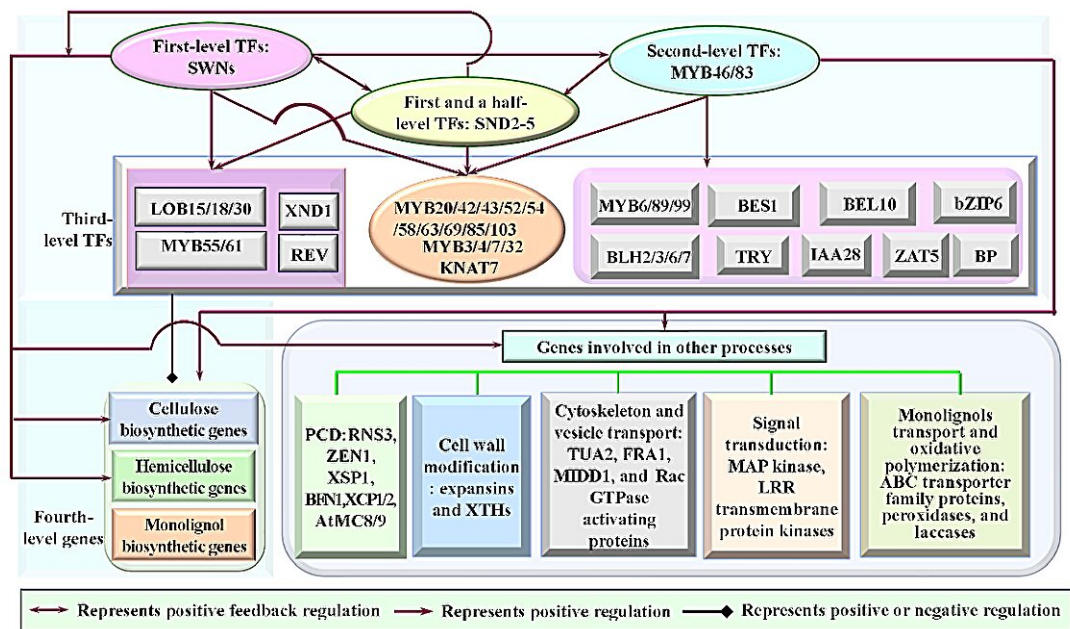 First-level TFs:
SWNs
Second-level TFs:
MYB46/83
First and a half-
level TFs: SND2-5
Third-
level TFs
LOB15/18/30
XND1
MYB55/61
REV
MYB20/42/43/52/54
/58/63/69/85/103
MYB3/4/7/32
KNAT7
MYB6/89/99
BES1
BEL10
bZIP6
BLH2/3/6/7
TRY
IAA28
ZAT5
BP
Genes involved in other processes
Fourth-
level genes
Cellulose
biosynthetic genes
Hemicellulose
biosynthetic genes
Monolignol
biosynthetic genes
PCD:RNS3,
ZEN1,
XSP1,
BFN1,XCP1/2,
AtMC8/9
Cell wall
modification
: expansins
and XTHs
Cytoskeleton and
vesicle transport:
TUA2, FRA1,
MIDD1, and Rac
GTPase
activating
proteins
Signal
transduction:
MAP kinase,
LRR
transmembrane
protein kinases
Monolignols
transport and
oxidative
polymerization:
ABC transporter
family proteins,
peroxidases, and
laccases
Represents positive feedback regulation
Represents positive regulation
Represents positive or negative regulation